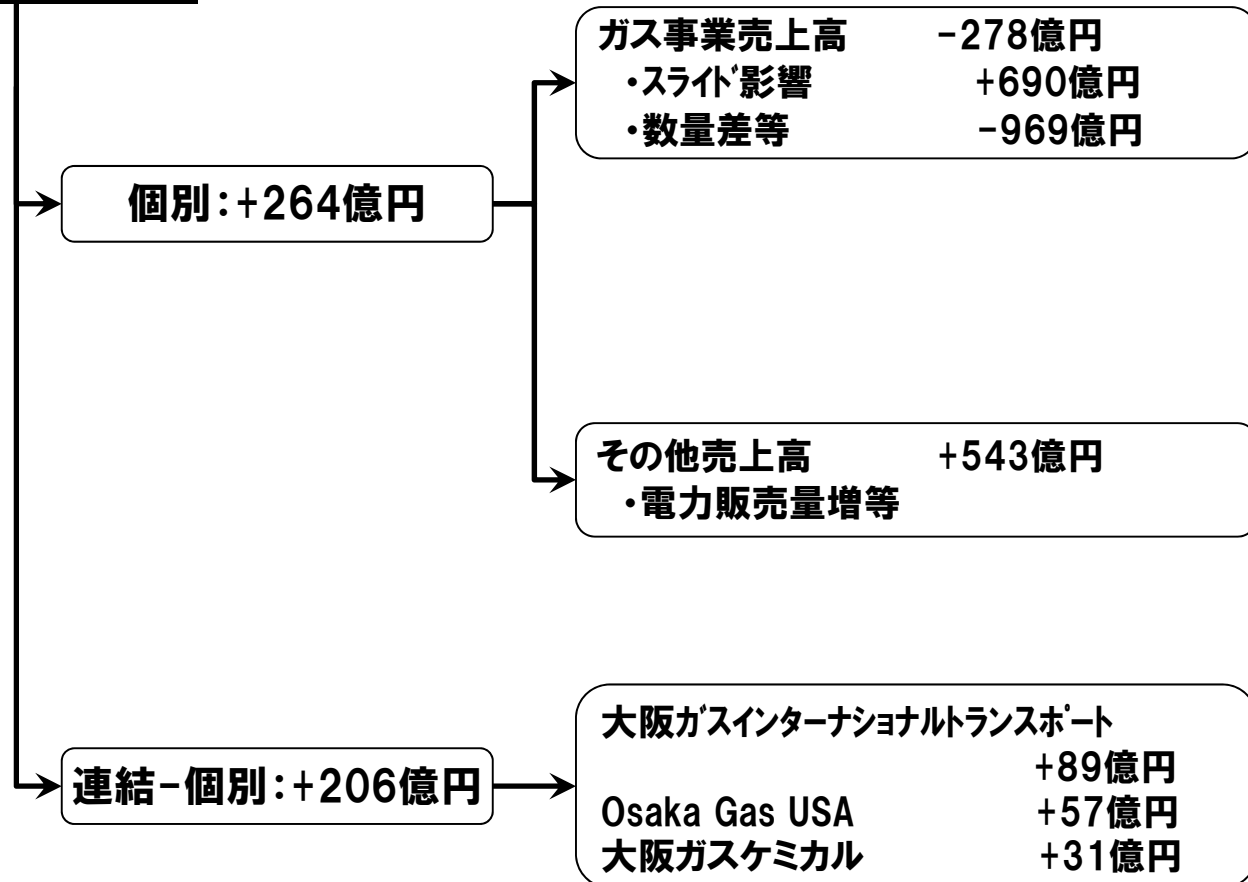 ガス事業売上高 -278億円
・スライド影響 +690億円
・数量差等 -969億円
個別:+264億円
その他売上高 +543億円
・電力販売量増等
大阪ガスインターナショナルトランスポート
+89億円
連結-個別:+206億円
Osaka Gas USA +57億円
大阪ガスケミカル +31億円